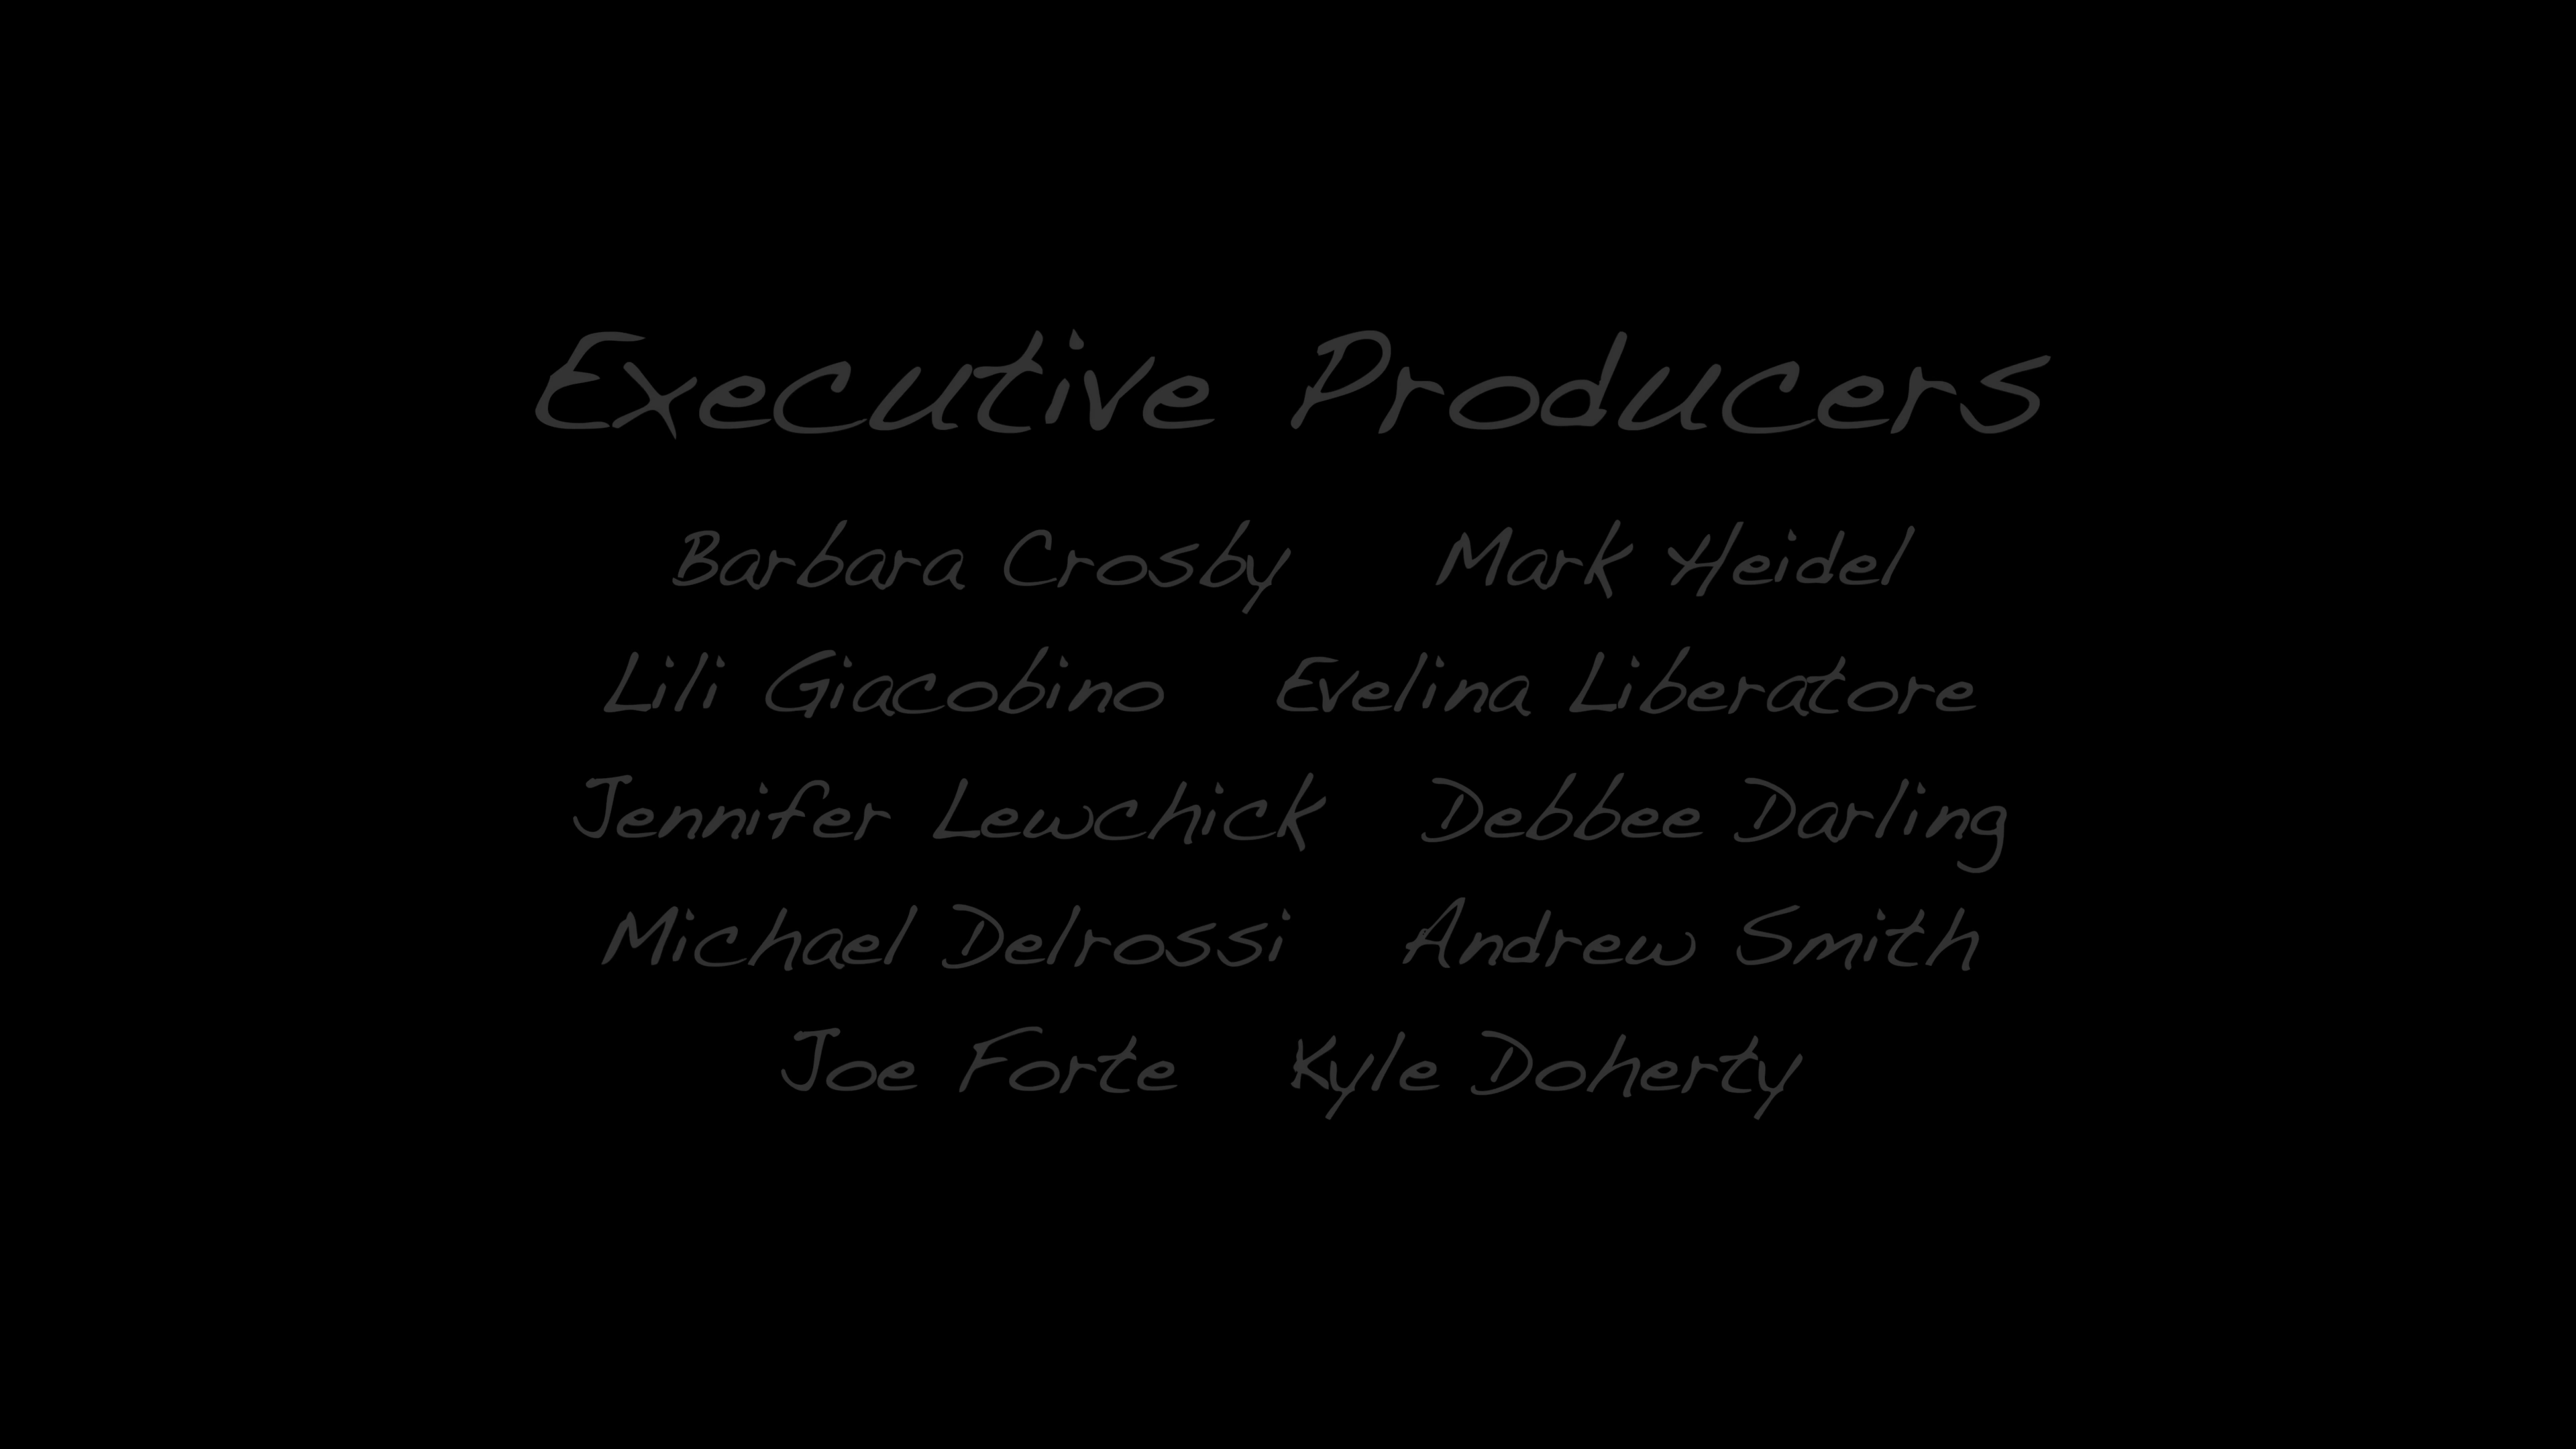 Executive Producers
Barbara Crosby Mark Heidel
Lili Giacobino Evelina Liberatore
Jennifer Lewchick Debbee Darling
Michael Delrossi Andrew Smith
Joe Forte Kyle Doherty